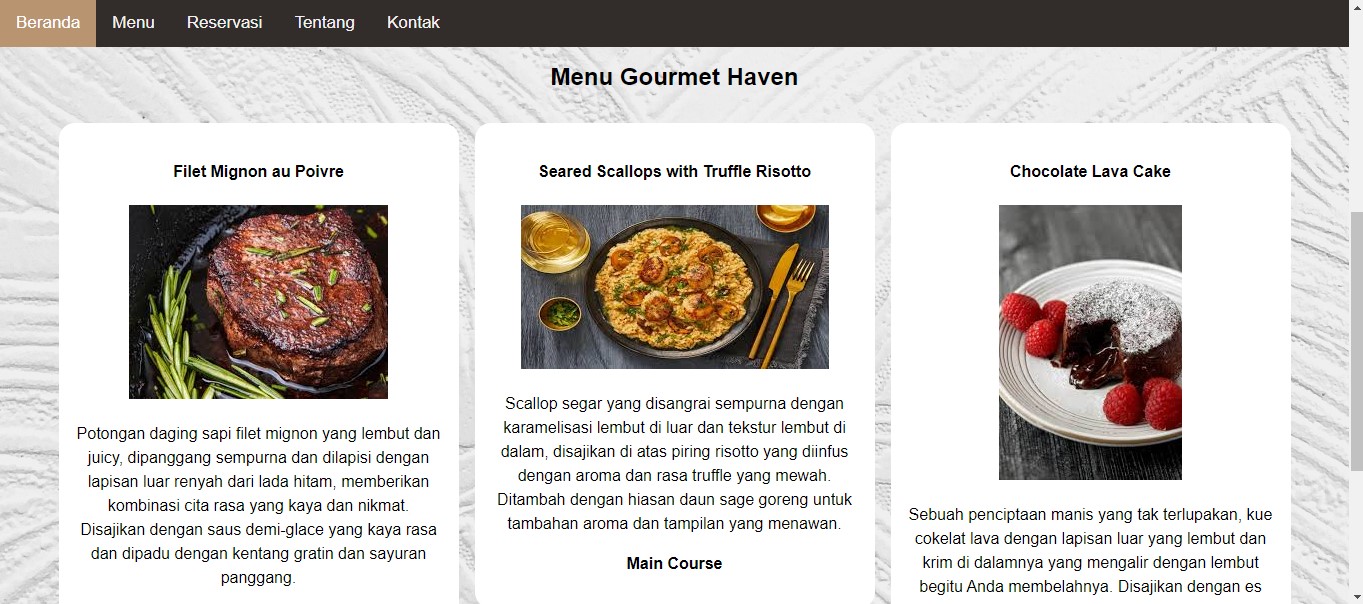 Beranda Menu Reservasi Tentang Kontak
Menu Gourmet Haven
Filet Mignon au Poivre
Potongan daging sapi filet mignon yang lembut dan
juicy, dipanggang sempurna dan dilapisi dengan
lapisan luar renyah dari lada hitam, memberikan
kombinasi cita rasa yang kaya dan nikmat.
Disajikan dengan saus demi-glace yang kaya rasa
dan dipadu dengan kentang gratin dan sayuran
panggang.
Seared Scallops with Truffle Risotto
Scallop segar yang disangrai sempurna dengan
karamelisasi lembut di luar dan tekstur lembut di
dalam, disajikan di atas piring risotto yang diinfus
dengan aroma dan rasa truffle yang mewah.
Ditambah dengan hiasan daun sage goreng untuk
tambahan aroma dan tampilan yang menawan.
Main Course
Chocolate Lava Cake
Sebuah penciptaan manis yang tak terlupakan, kue
cokelat lava dengan lapisan luar yang lembut dan
krim di dalamnya yang mengalir dengan lembut
begitu Anda membelahnya. Disajikan dengan es